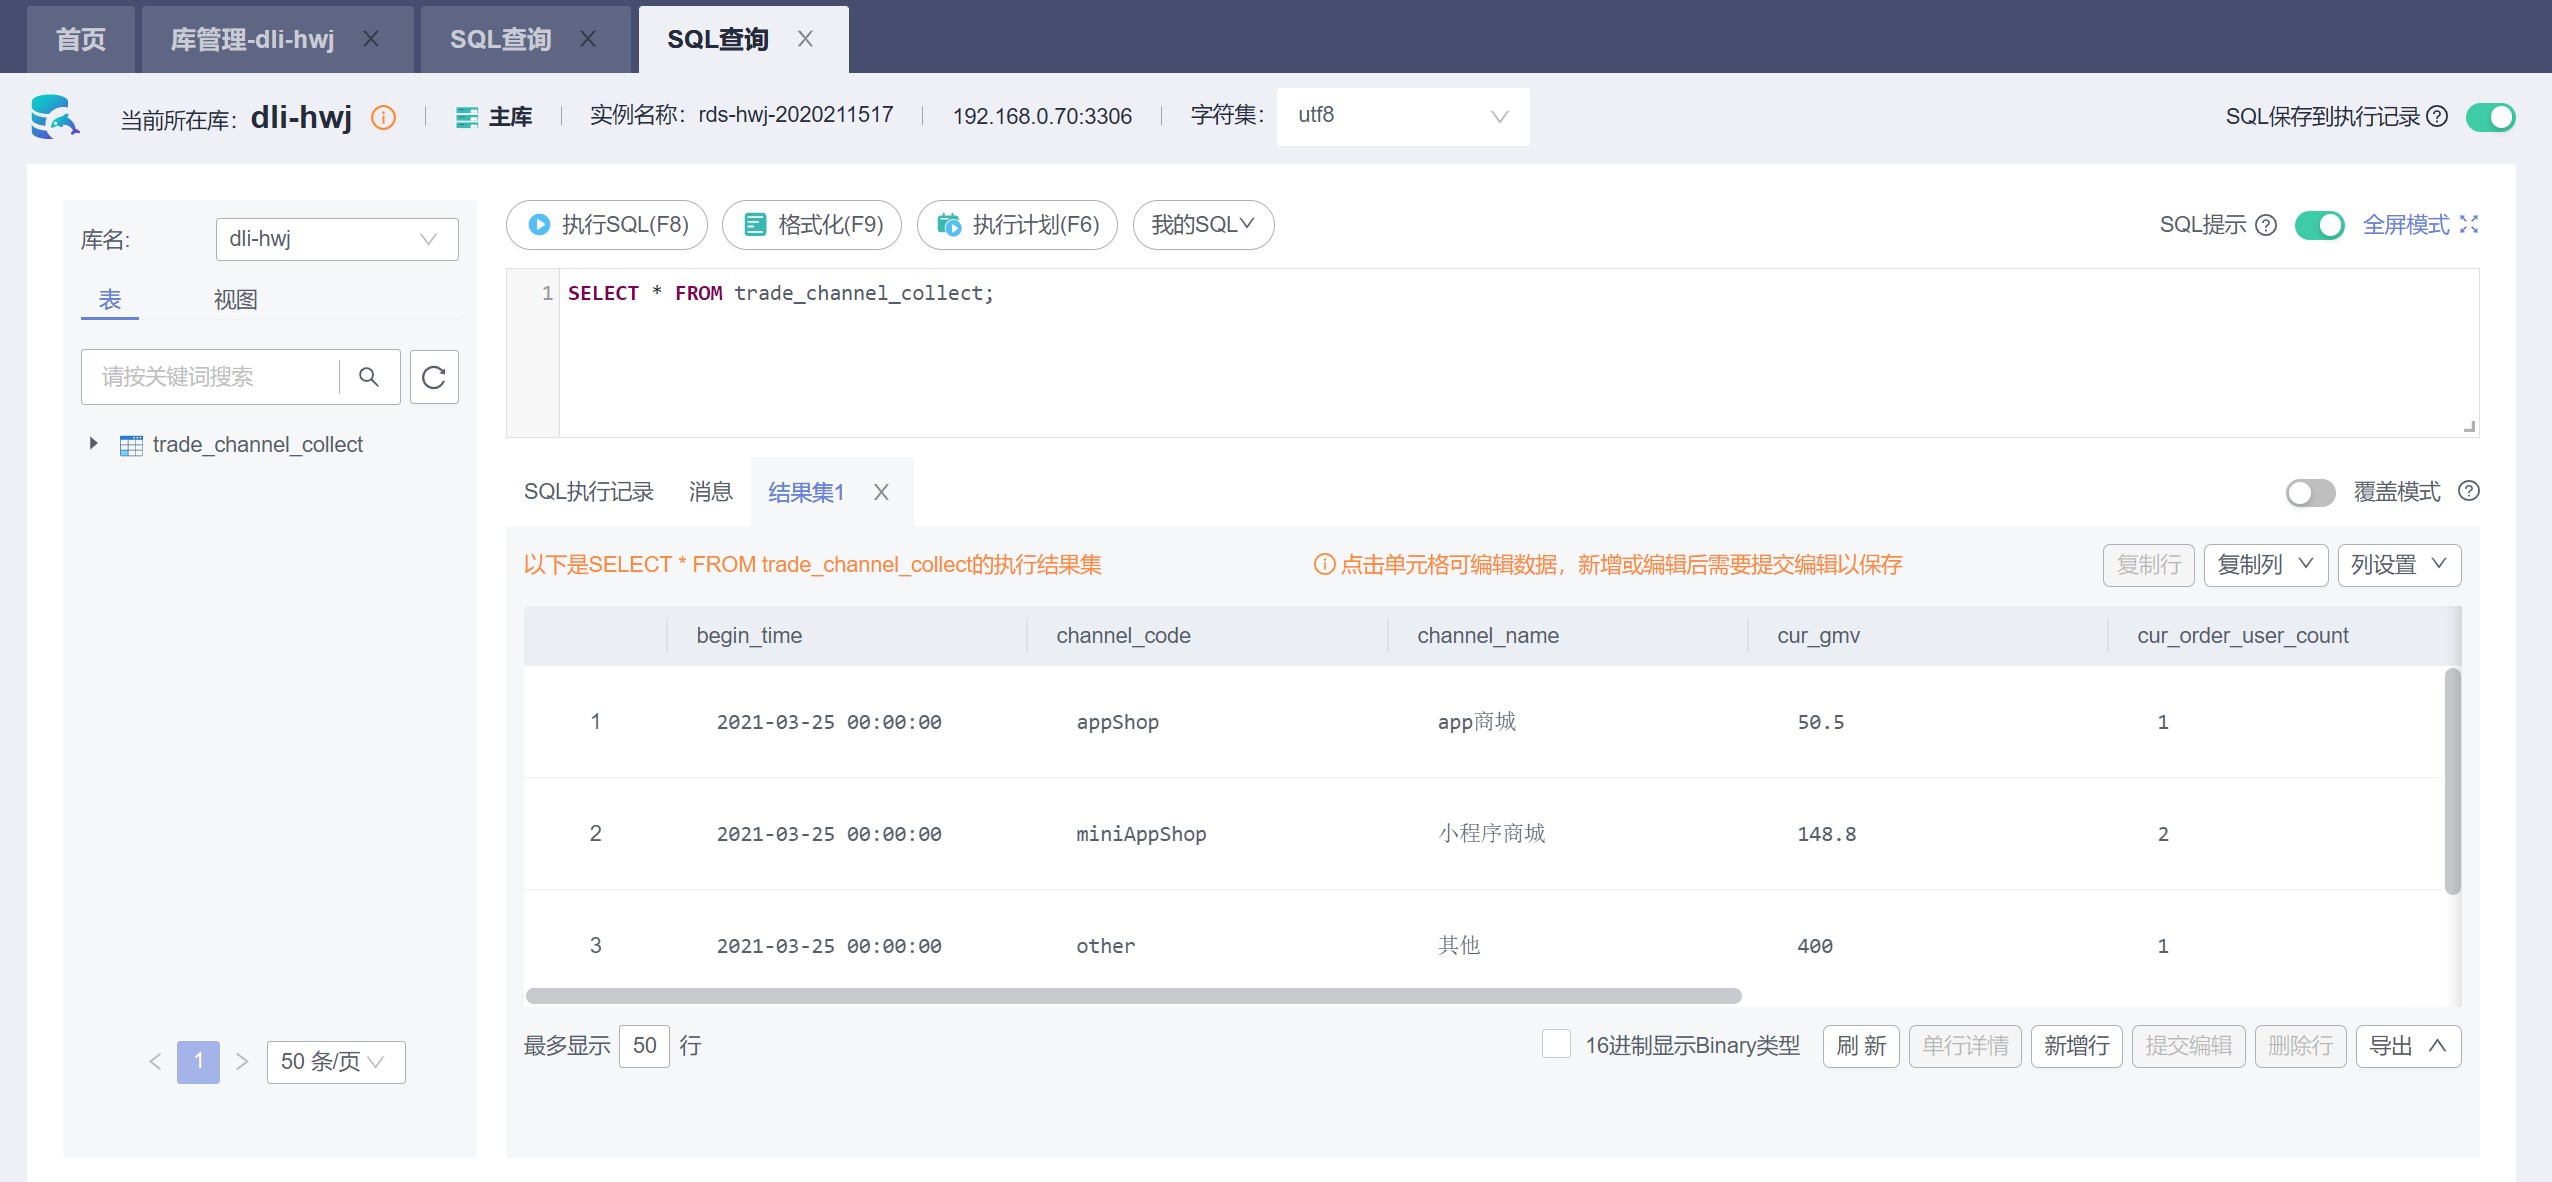 首页 库管理-dli-hwj X SQL查询 X SQL查询 X
当前所在库: dli-hwj 主库 实例名称: rds-hwj-2020211517 192.168.0.70:3306 字符集: utf8 SQL保存到执行记录
库名: dli-hwj
表 视图
请按关键词搜索
trade_channel_collect
< 1 > 50 条/页
执行SQL(F8) 格式化(F9) 执行计划(F6) 我的SQL SQL提示 全屏模式
1 SELECT * FROM trade_channel_collect;
SQL执行记录 消息 结果集1 X 覆盖模式
以下是SELECT * FROM trade_channel_collect的执行结果集 点击单元格可编辑数据，新增或编辑后需要提交编辑以保存 复制行 复制列 列设置
begin_time channel_code channel_name cur_gmv cur_order_user_count
1 2021-03-25 00:00:00 appShop app商城 50.5 1
2 2021-03-25 00:00:00 miniAppShop 小程序商城 148.8 2
3 2021-03-25 00:00:00 other 其他 400 1
最多显示 50 行 16进制显示Binary类型 刷 新 单行详情 新增行 提交编辑 删除行 导出